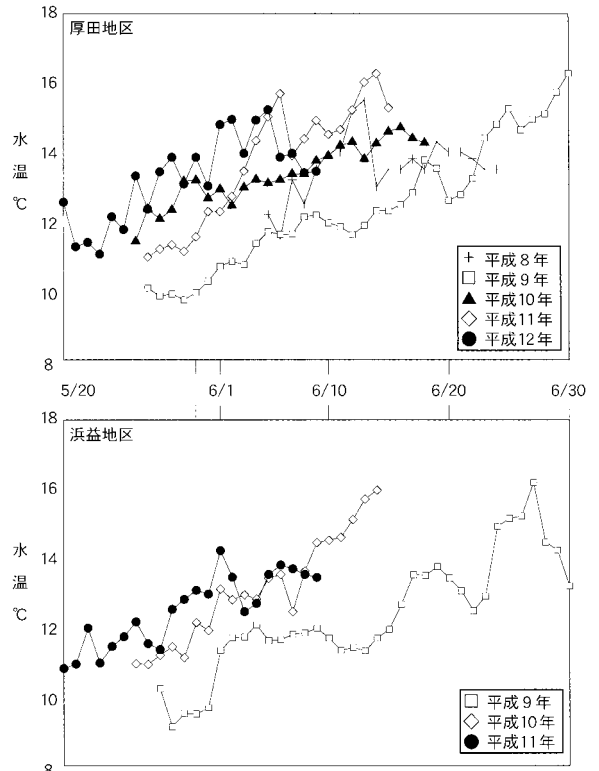 厚田地区
18
16
14
12
10
8
水温℃
+ 平成8年
□ 平成9年
▲ 平成10年
◇ 平成11年
● 平成12年
5/20 6/1 6/10 6/20 6/30
浜益地区
18
16
14
12
10
8
水温℃
□ 平成9年
◇ 平成10年
● 平成11年